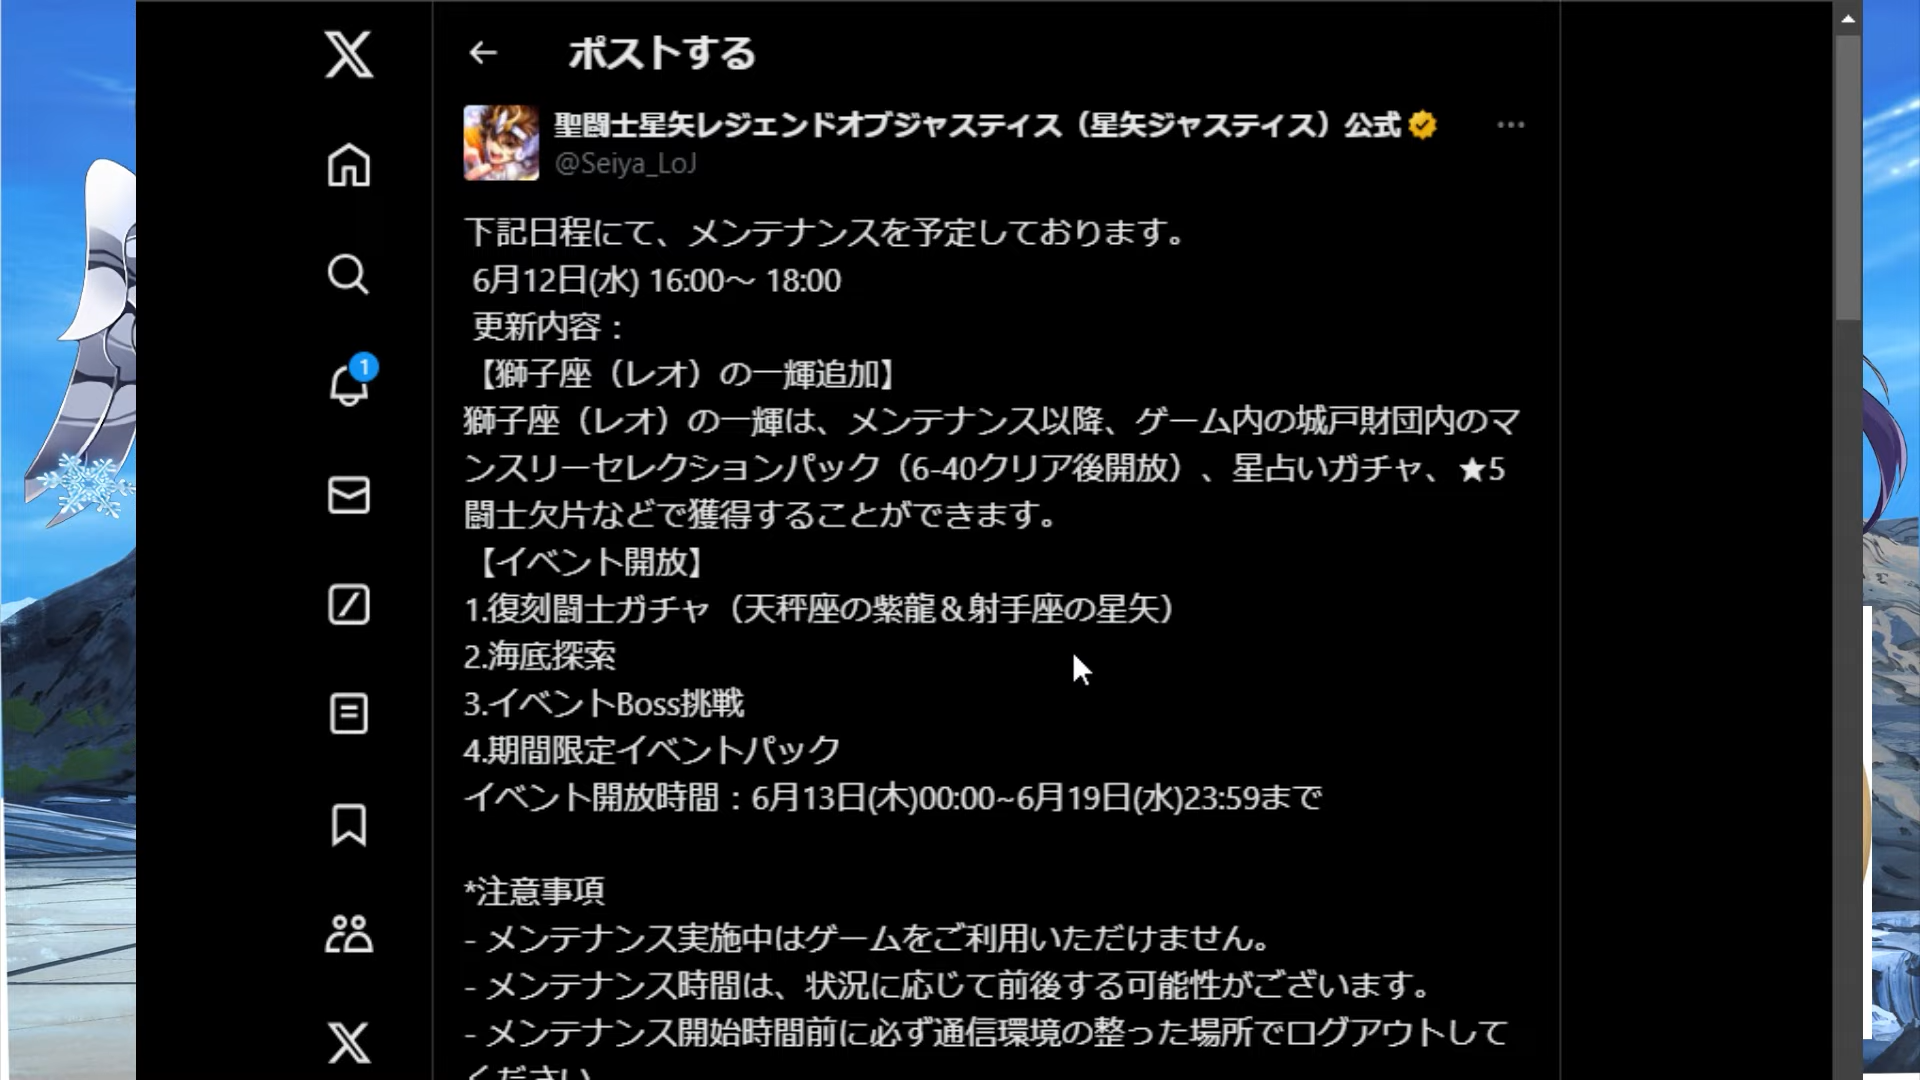 ポストする
聖闘士星矢レジェンドオブジャスティス（星矢ジャスティス）公式
@Seiya_LoJ
下記日程にて、メンテナンスを予定しております。
6月12日(水) 16:00～ 18:00
更新内容：
【獅子座（レオ）の一輝追加】
獅子座（レオ）の一輝は、メンテナンス以降、ゲーム内の城戸財団内のマ
ンスリーセレクションパック（6-40クリア後開放）、星占いガチャ、★5
闘士欠片などで獲得することができます。
【イベント開放】
1.復刻闘士ガチャ（天秤座の紫龍＆射手座の星矢）
2.海底探索
3.イベントBoss挑戦
4.期間限定イベントパック
イベント開放時間：6月13日(木)00:00~6月19日(水)23:59まで
*注意事項
- メンテナンス実施中はゲームをご利用いただけません。
- メンテナンス時間は、状況に応じて前後する可能性がございます。
- メンテナンス開始時間前に必ず通信環境の整った場所でログアウトして
ください
1